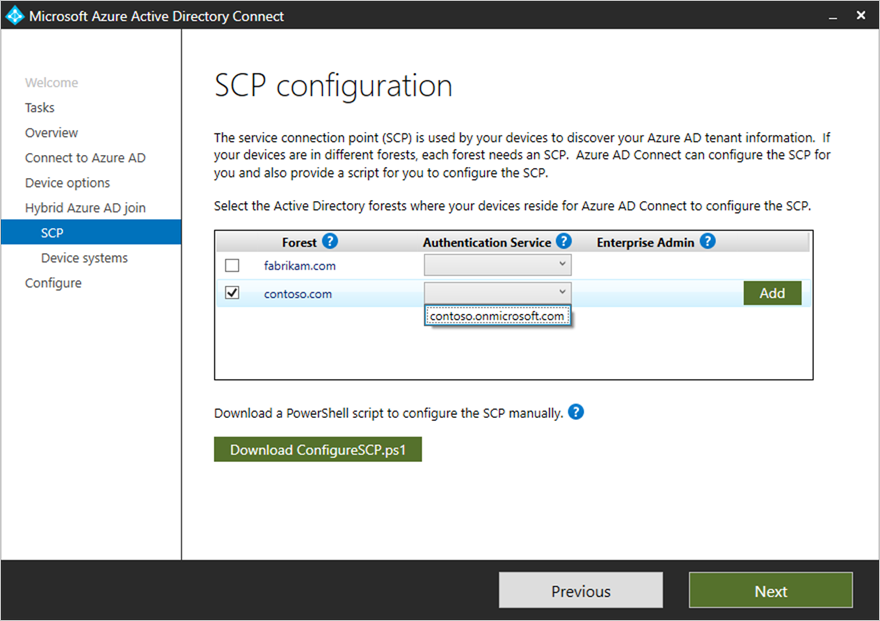 Microsoft Azure Active Directory Connect
Welcome
Tasks
Overview
Connect to Azure AD
Device options
Hybrid Azure AD join
SCP
Device systems
Configure
SCP configuration
The service connection point (SCP) is used by your devices to discover your Azure AD tenant information. If
your devices are in different forests, each forest needs an SCP. Azure AD Connect can configure the SCP for
you and also provide a script for you to configure the SCP.
Select the Active Directory forests where your devices reside for Azure AD Connect to configure the SCP.
Forest ? Authentication Service ? Enterprise Admin ?
fabrikam.com
contoso.com Add
contoso.onmicrosoft.com
Download a PowerShell script to configure the SCP manually. ?
Download ConfigureSCP.ps1
Previous Next